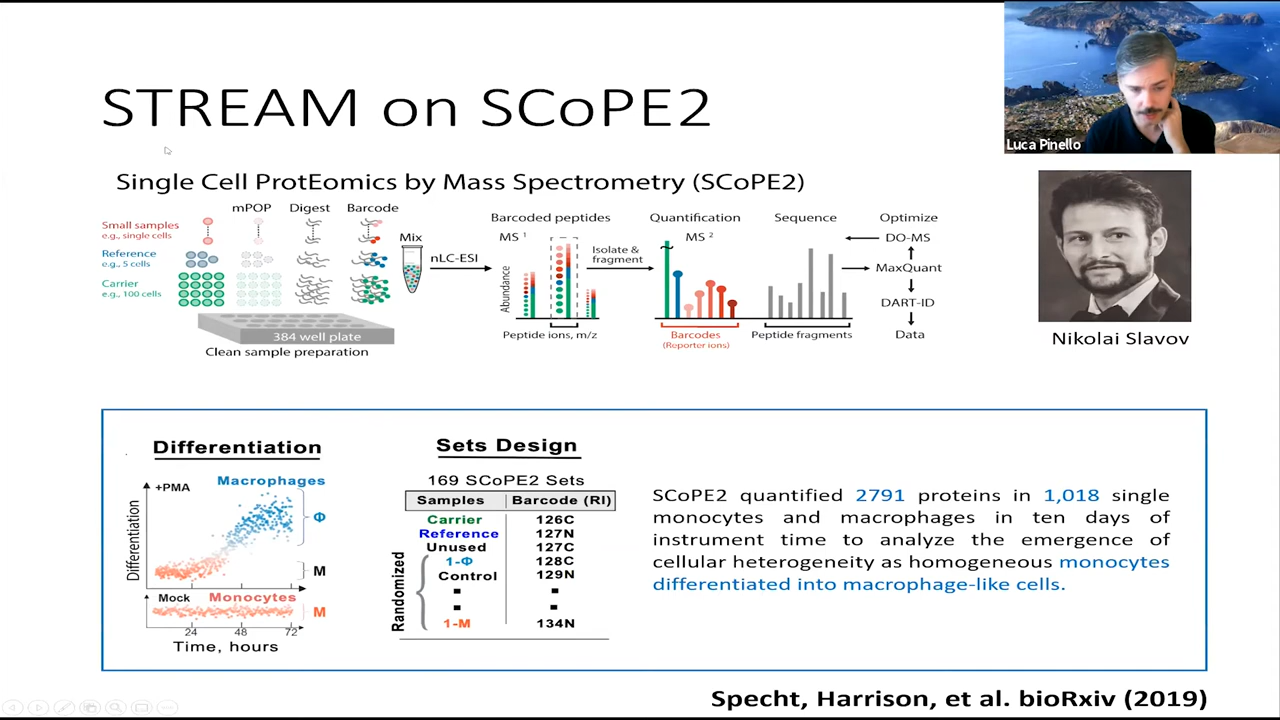 STREAM on SCoPE2
Luca Pinello
Single Cell ProtEomics by Mass Spectrometry (SCoPE2)
mPOP Digest Barcode
Small samples
e.g., single cells
Reference
e.g., 5 cells
Carrier
e.g., 100 cells
Mix
384 well plate
Clean sample preparation
nLC-ESI
Barcoded peptides
MS 1
Abundance
Peptide ions, m/z
Isolate &
fragment
Quantification
MS 2
Barcodes
(Reporter ions)
Sequence
Peptide fragments
Optimize
DO-MS
MaxQuant
DART-ID
Data
Nikolai Slavov
Differentiation
+PMA
Macrophages
Φ
Differentiation
M
Mock Monocytes
M
24 48 72
Time, hours
Sets Design
169 SCoPE2 Sets
Samples Barcode (RI)
Carrier 126C
Reference 127N
Unused 127C
1-Φ 128C
Control 129N
1-M 134N
Randomized
SCoPE2 quantified 2791 proteins in 1,018 single
monocytes and macrophages in ten days of
instrument time to analyze the emergence of
cellular heterogeneity as homogeneous monocytes
differentiated into macrophage-like cells.
Specht, Harrison, et al. bioRxiv (2019)